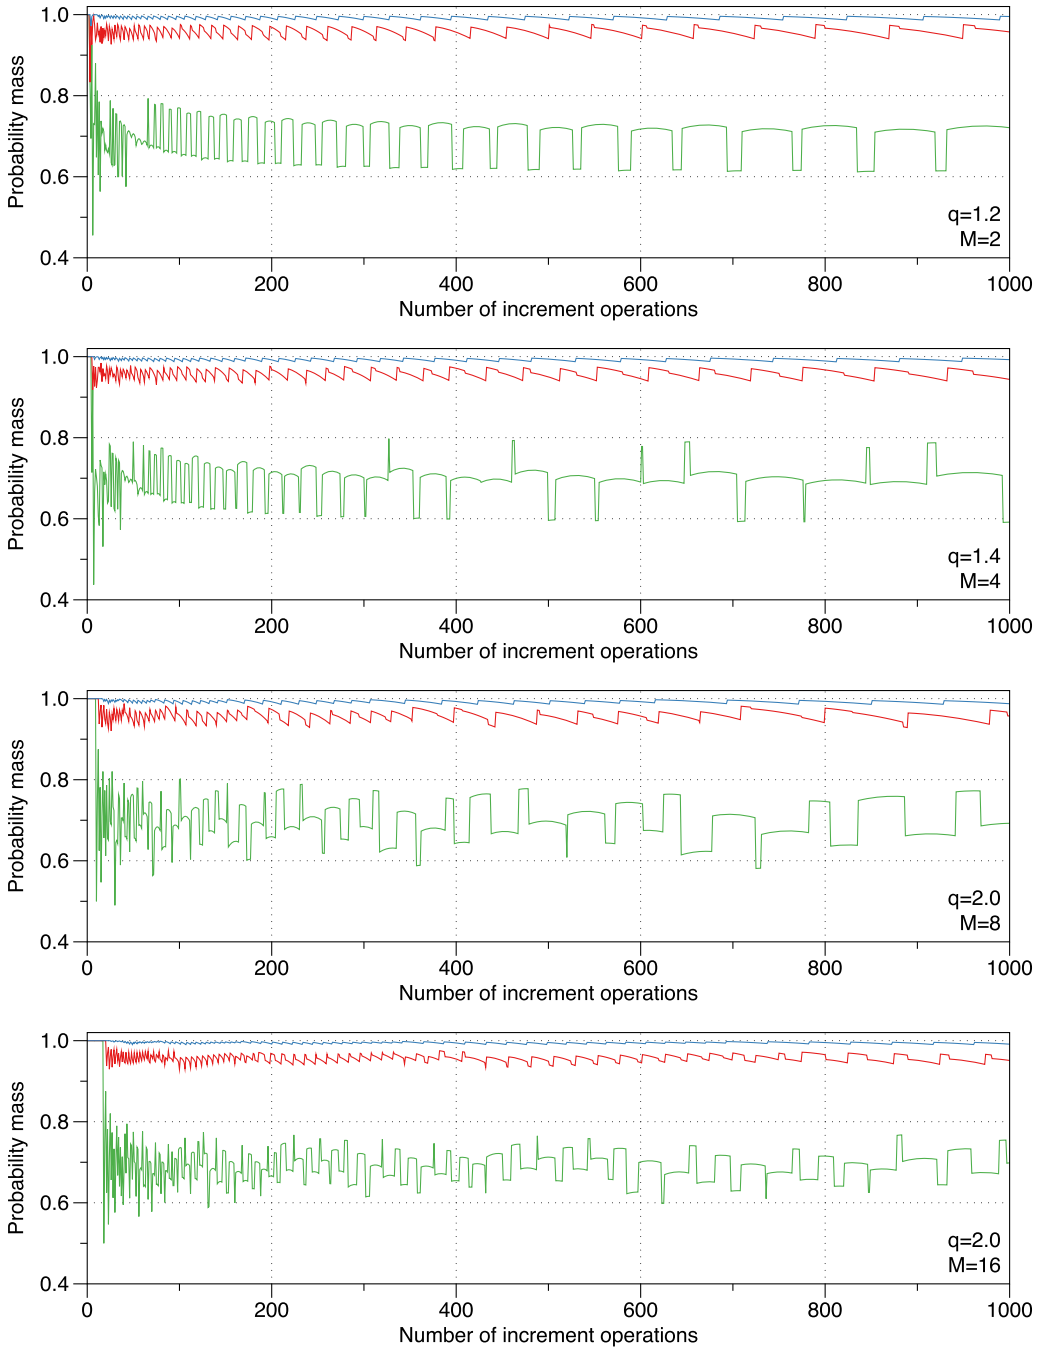 Probability mass
1.0
0.8
0.6
0.4
q=1.2
M=2
0 200 400 600 800 1000
Number of increment operations
Probability mass
1.0
0.8
0.6
0.4
q=1.4
M=4
0 200 400 600 800 1000
Number of increment operations
Probability mass
1.0
0.8
0.6
0.4
q=2.0
M=8
0 200 400 600 800 1000
Number of increment operations
Probability mass
1.0
0.8
0.6
0.4
q=2.0
M=16
0 200 400 600 800 1000
Number of increment operations